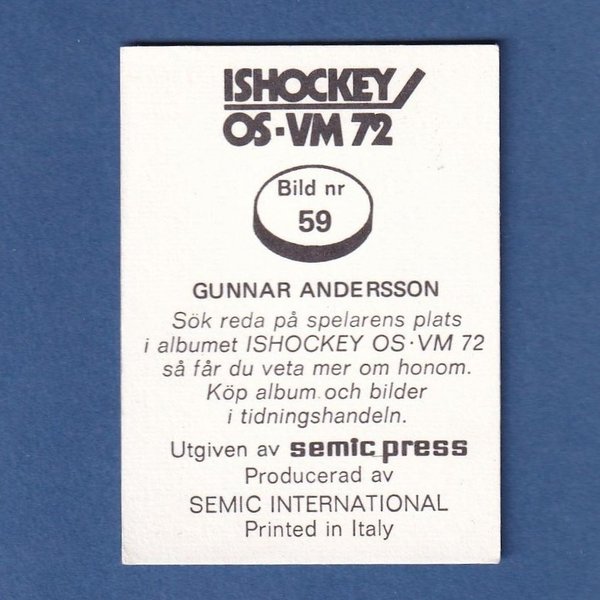 ISHOCKEY
OS·VM 72
Bild nr
59
GUNNAR ANDERSSON
Sök reda på spelarens plats
i albumet ISHOCKEY OS·VM 72
så får du veta mer om honom.
Köp album och bilder
i tidningshandeln.
Utgiven av semic press
Producerad av
SEMIC INTERNATIONAL
Printed in Italy